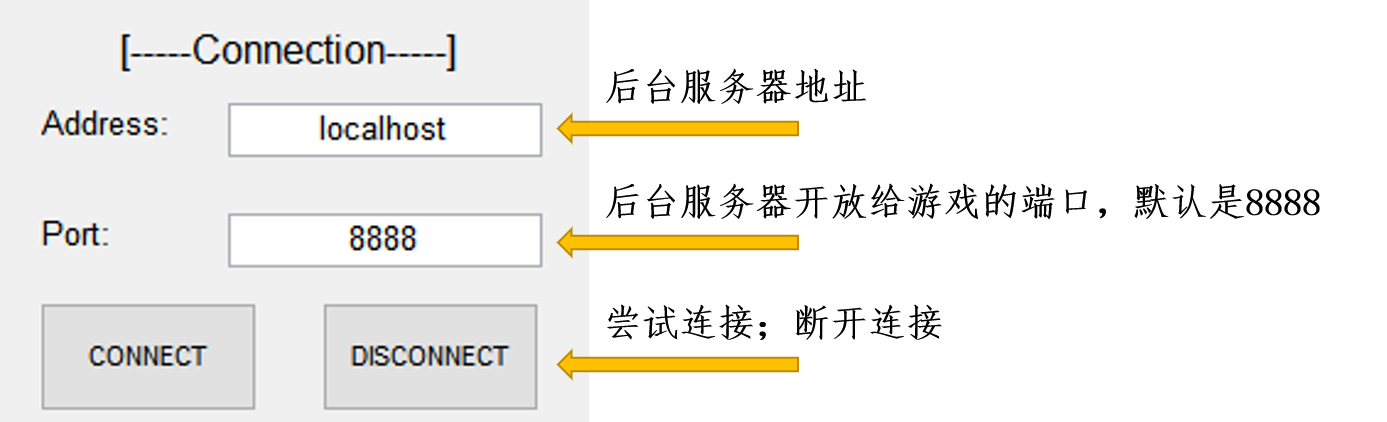 [-----Connection-----]
后台服务器地址
Address:
localhost
后台服务器开放给游戏的端口，默认是8888
Port:
8888
尝试连接；断开连接
CONNECT
DISCONNECT